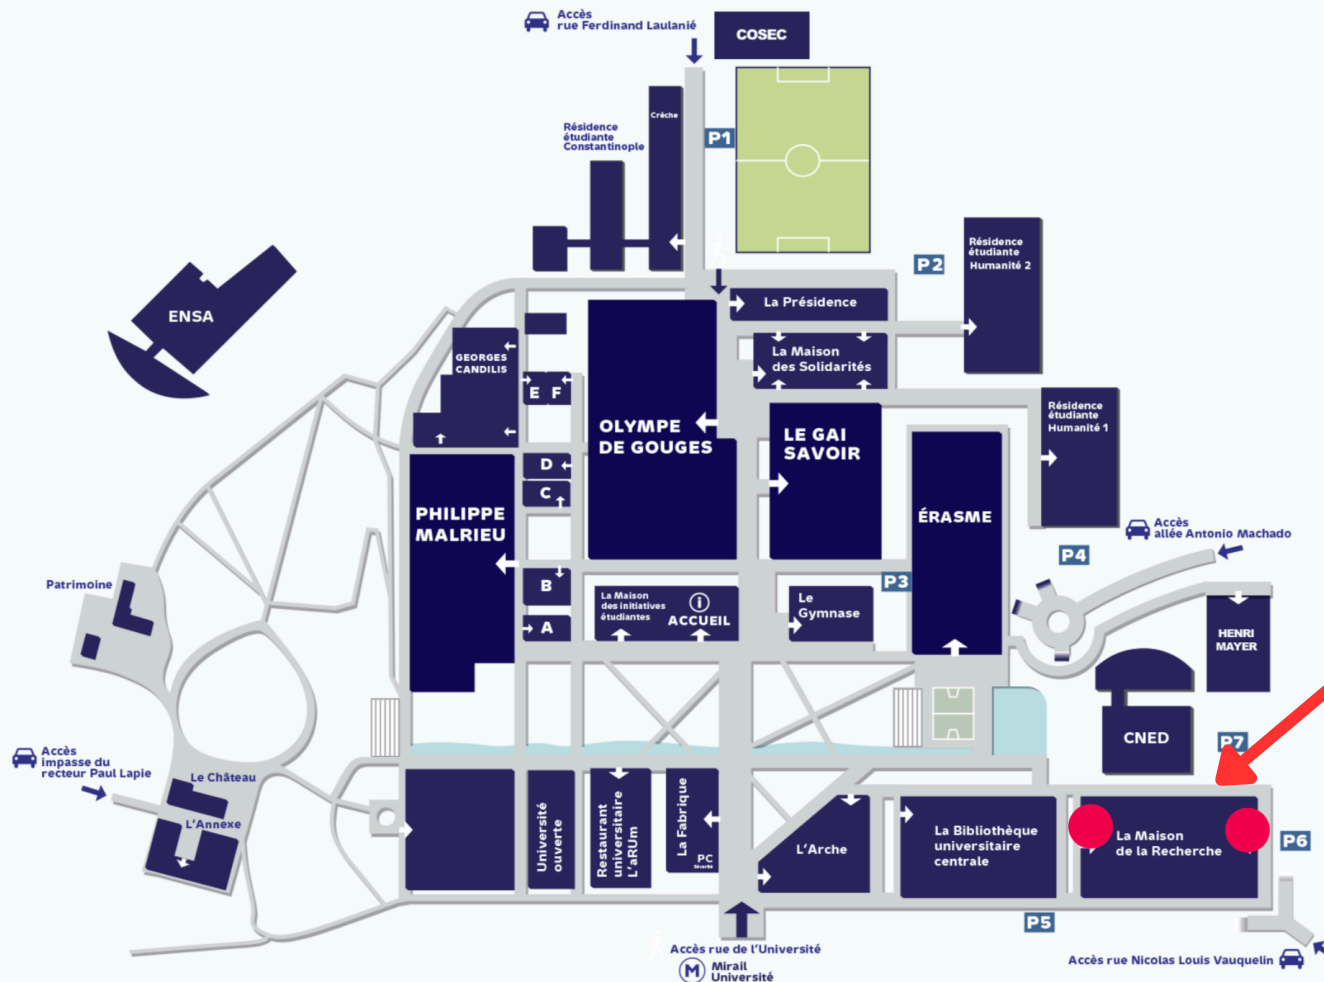 Accès
rue Ferdinand Laulanié
COSEC
Crèche
P1
Résidence
étudiante
Constantinople
P2
Résidence
étudiante
Humanité 2
ENSA
La Présidence
La Maison
des Solidarités
GEORGES
CANDILIS
E F
Résidence
étudiante
Humanité 1
OLYMPE
DE GOUGES
LE GAI
SAVOIR
D
C
PHILIPPE
MALRIEU
ÉRASME
Accès
allée Antonio Machado
P4
P3
Patrimoine
B
A
La Maison
des initiatives
étudiantes
i
ACCUEIL
Le
Gymnase
HENRI
MAYER
CNED
P7
Accès
impasse du
recteur Paul Lapie
Le Château
L'Annexe
Université
ouverte
Restaurant
universitaire
L'aRUm
La Fabrique
PC
Sécurité
L'Arche
La Bibliothèque
universitaire
centrale
La Maison
de la Recherche
P6
P5
Accès rue de l'Université
M Mirail
Université
Accès rue Nicolas Louis Vauquelin